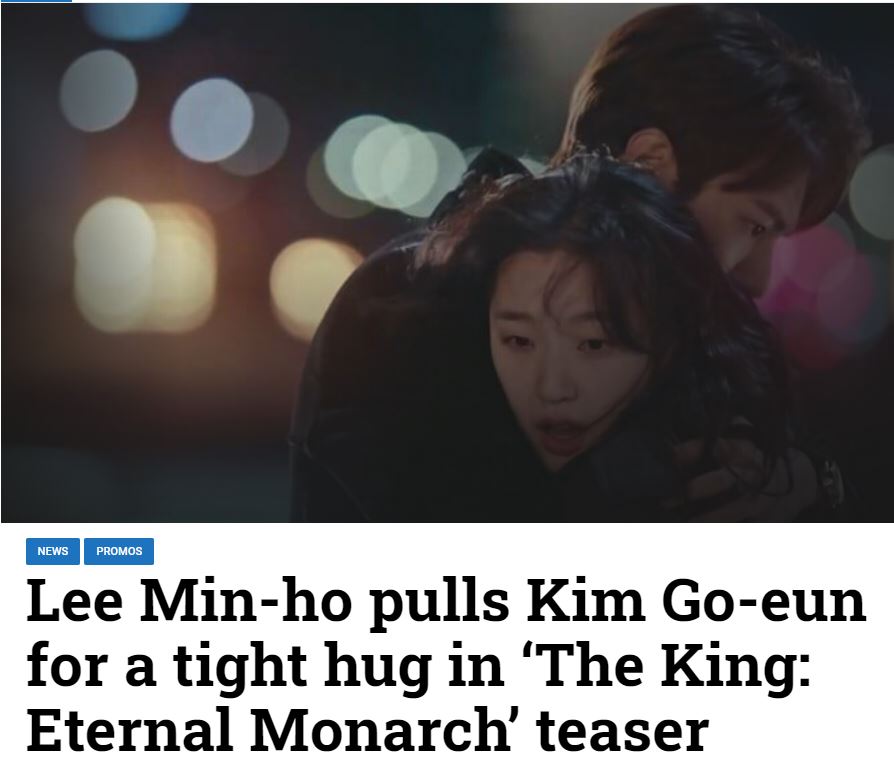 NEWS PROMOS
Lee Min-ho pulls Kim Go-eun
for a tight hug in ‘The King:
Eternal Monarch’ teaser